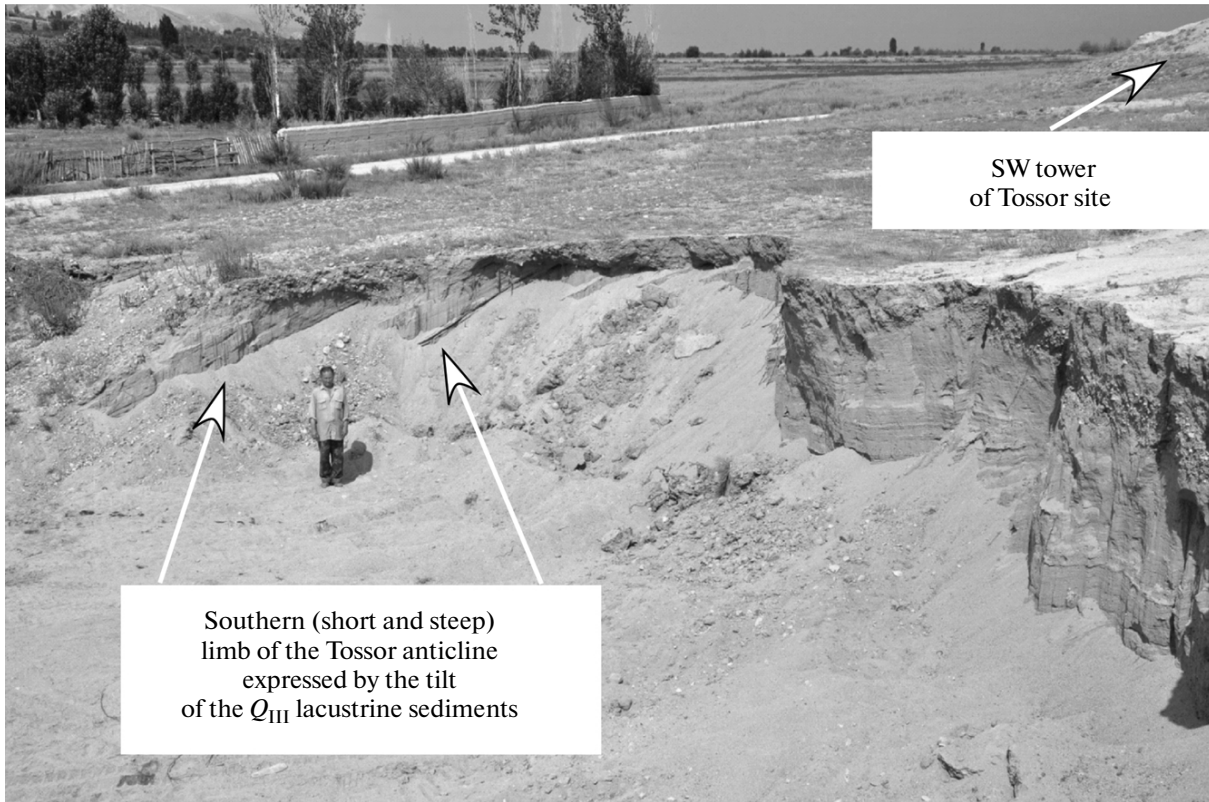 SW tower
of Tossor site
Southern (short and steep)
limb of the Tossor anticline
expressed by the tilt
of the Q_III lacustrine sediments